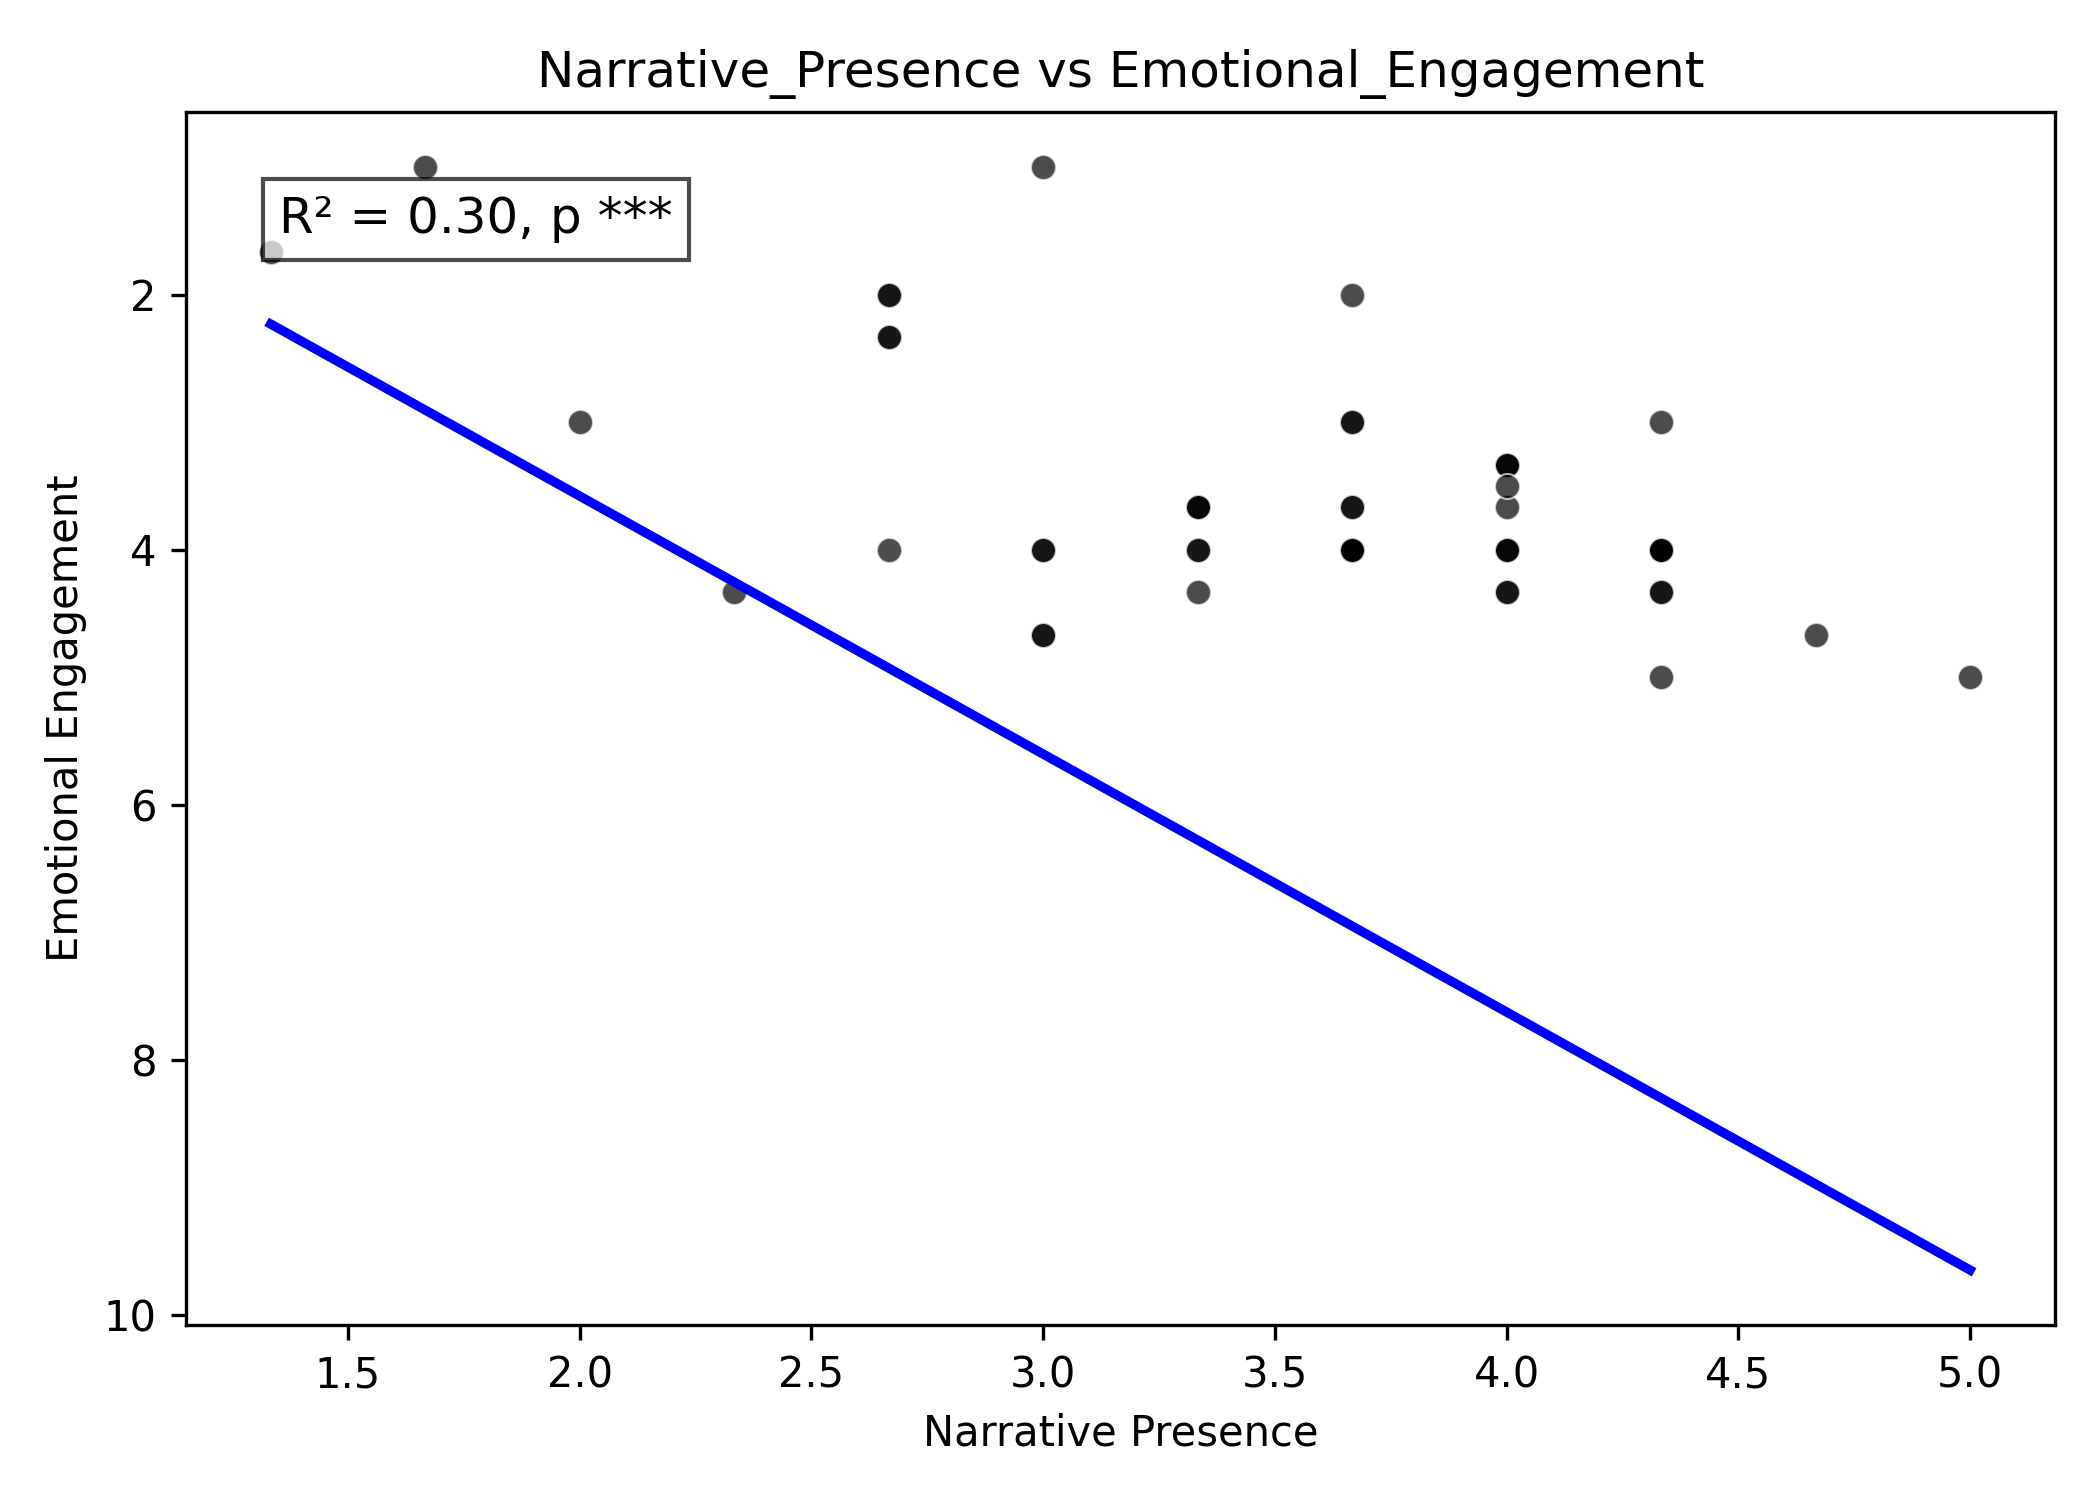 Narrative_Presence vs Emotional_Engagement
R² = 0.30, p ***
Emotional Engagement
2
4
6
8
10
1.5 2.0 2.5 3.0 3.5 4.0 4.5 5.0
Narrative Presence